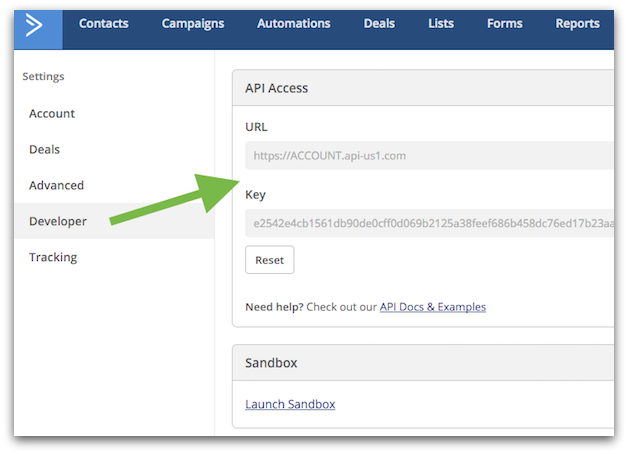 Contacts Campaigns Automations Deals Lists Forms Reports
Settings
Account
Deals
Advanced
Developer
Tracking
API Access
URL
https://ACCOUNT.api-us1.com
Key
e2542e4cb1561db90de0cff0d069b2125a38feef686b458dc76ed17b23aa
Reset
Need help? Check out our API Docs & Examples
Sandbox
Launch Sandbox